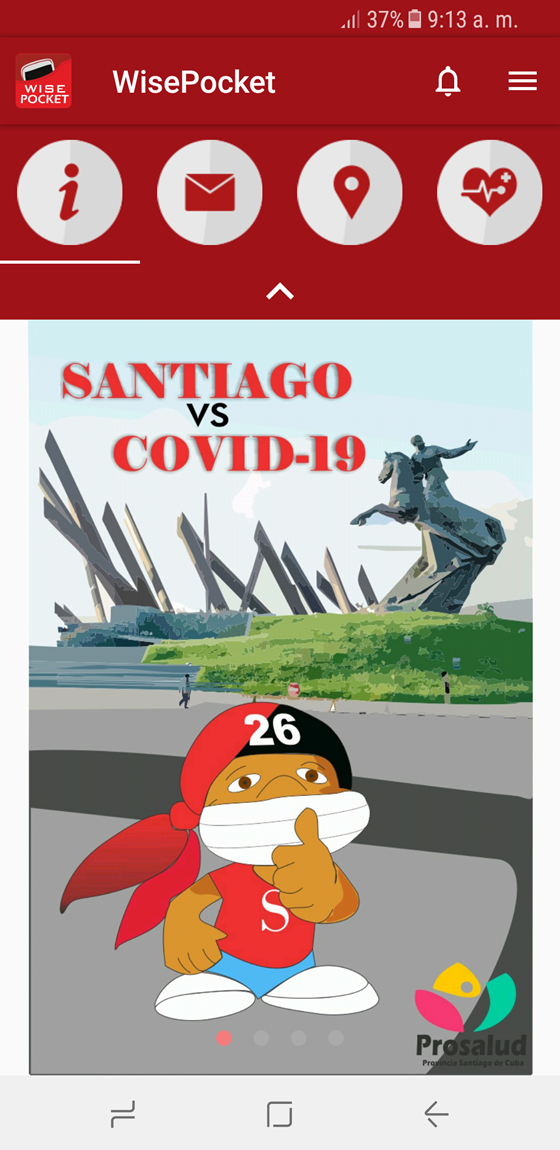 37% 9:13 a. m.
WISE
POCKET
WisePocket
SANTIAGO
VS
COVID-19
26
S
Prosalud
Provincia Santiago de Cuba